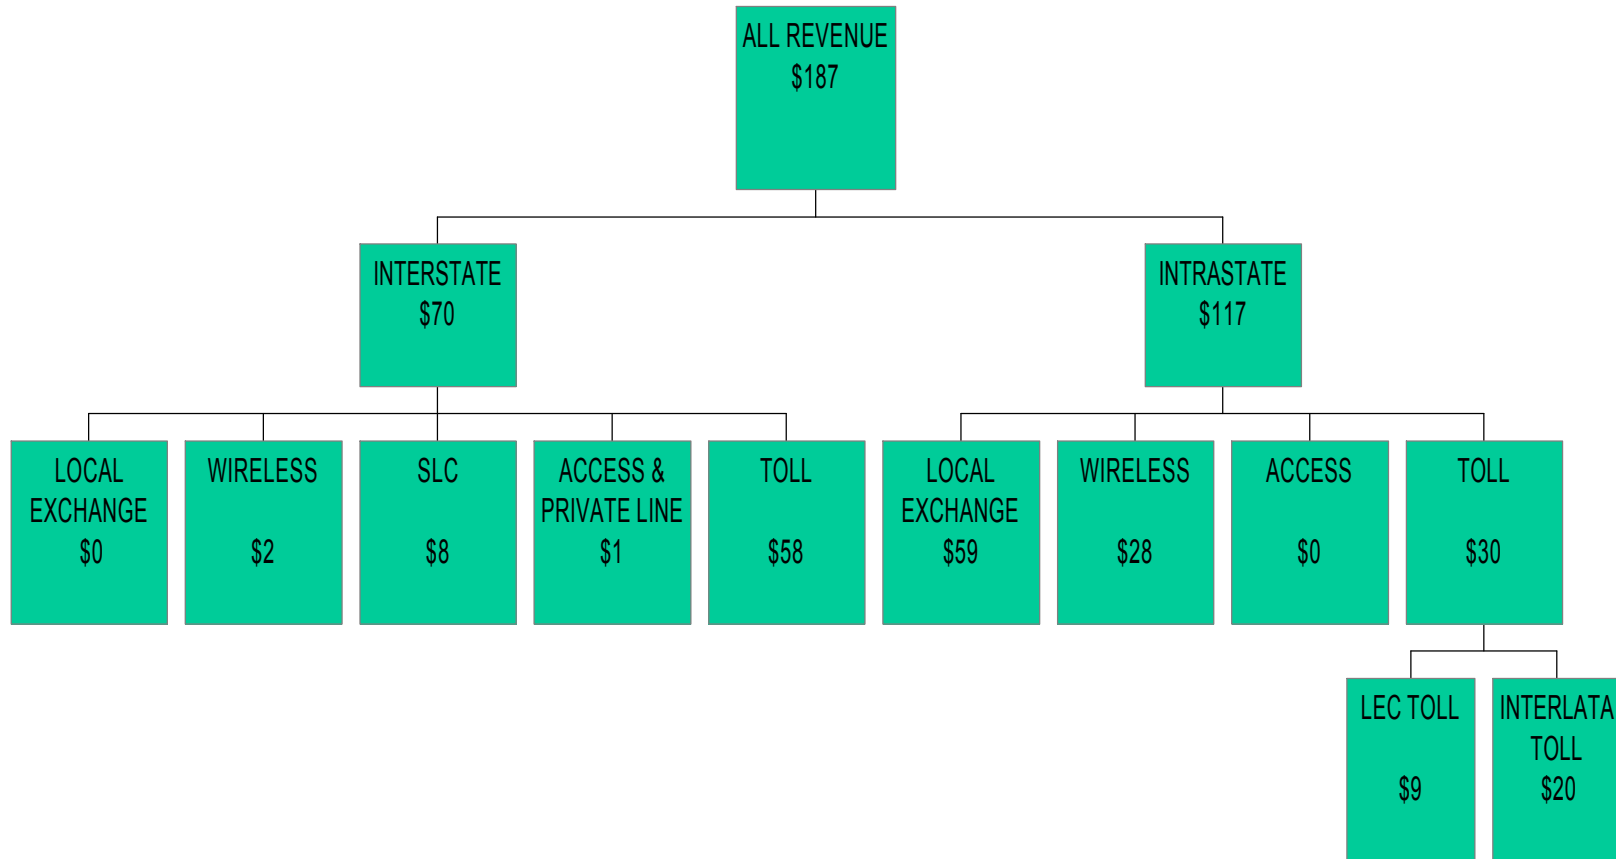 ALL REVENUE
$187
INTERSTATE
$70
INTRASTATE
$117
LOCAL
EXCHANGE
$0
WIRELESS
$2
SLC
$8
ACCESS &
PRIVATE LINE
$1
TOLL
$58
LOCAL
EXCHANGE
$59
WIRELESS
$28
ACCESS
$0
TOLL
$30
LEC TOLL
$9
INTERLATA
TOLL
$20